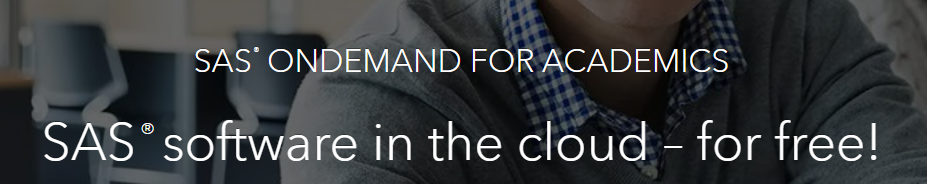 SAS® ONDEMAND FOR ACADEMICS
SAS® software in the cloud – for free!